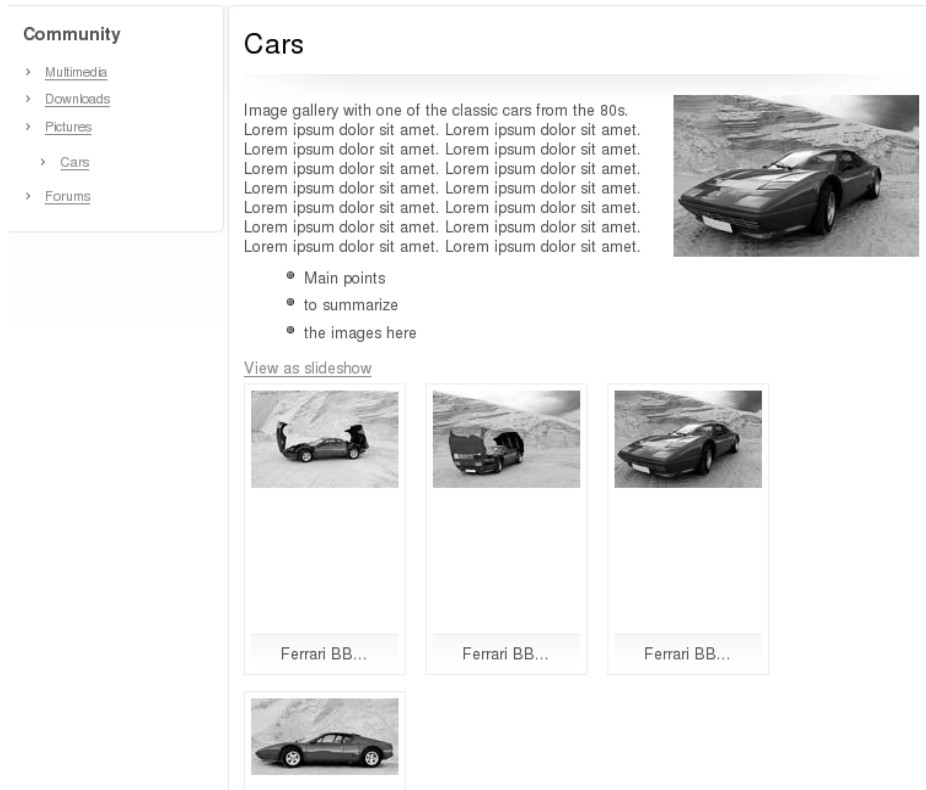 Community
Multimedia
Downloads
Pictures
Cars
Forums
Cars
Image gallery with one of the classic cars from the 80s.
Lorem ipsum dolor sit amet. Lorem ipsum dolor sit amet.
Lorem ipsum dolor sit amet. Lorem ipsum dolor sit amet.
Lorem ipsum dolor sit amet. Lorem ipsum dolor sit amet.
Lorem ipsum dolor sit amet. Lorem ipsum dolor sit amet.
Lorem ipsum dolor sit amet. Lorem ipsum dolor sit amet.
Lorem ipsum dolor sit amet. Lorem ipsum dolor sit amet.
Lorem ipsum dolor sit amet. Lorem ipsum dolor sit amet.
Main points
to summarize
the images here
View as slideshow
Ferrari BB...
Ferrari BB...
Ferrari BB...